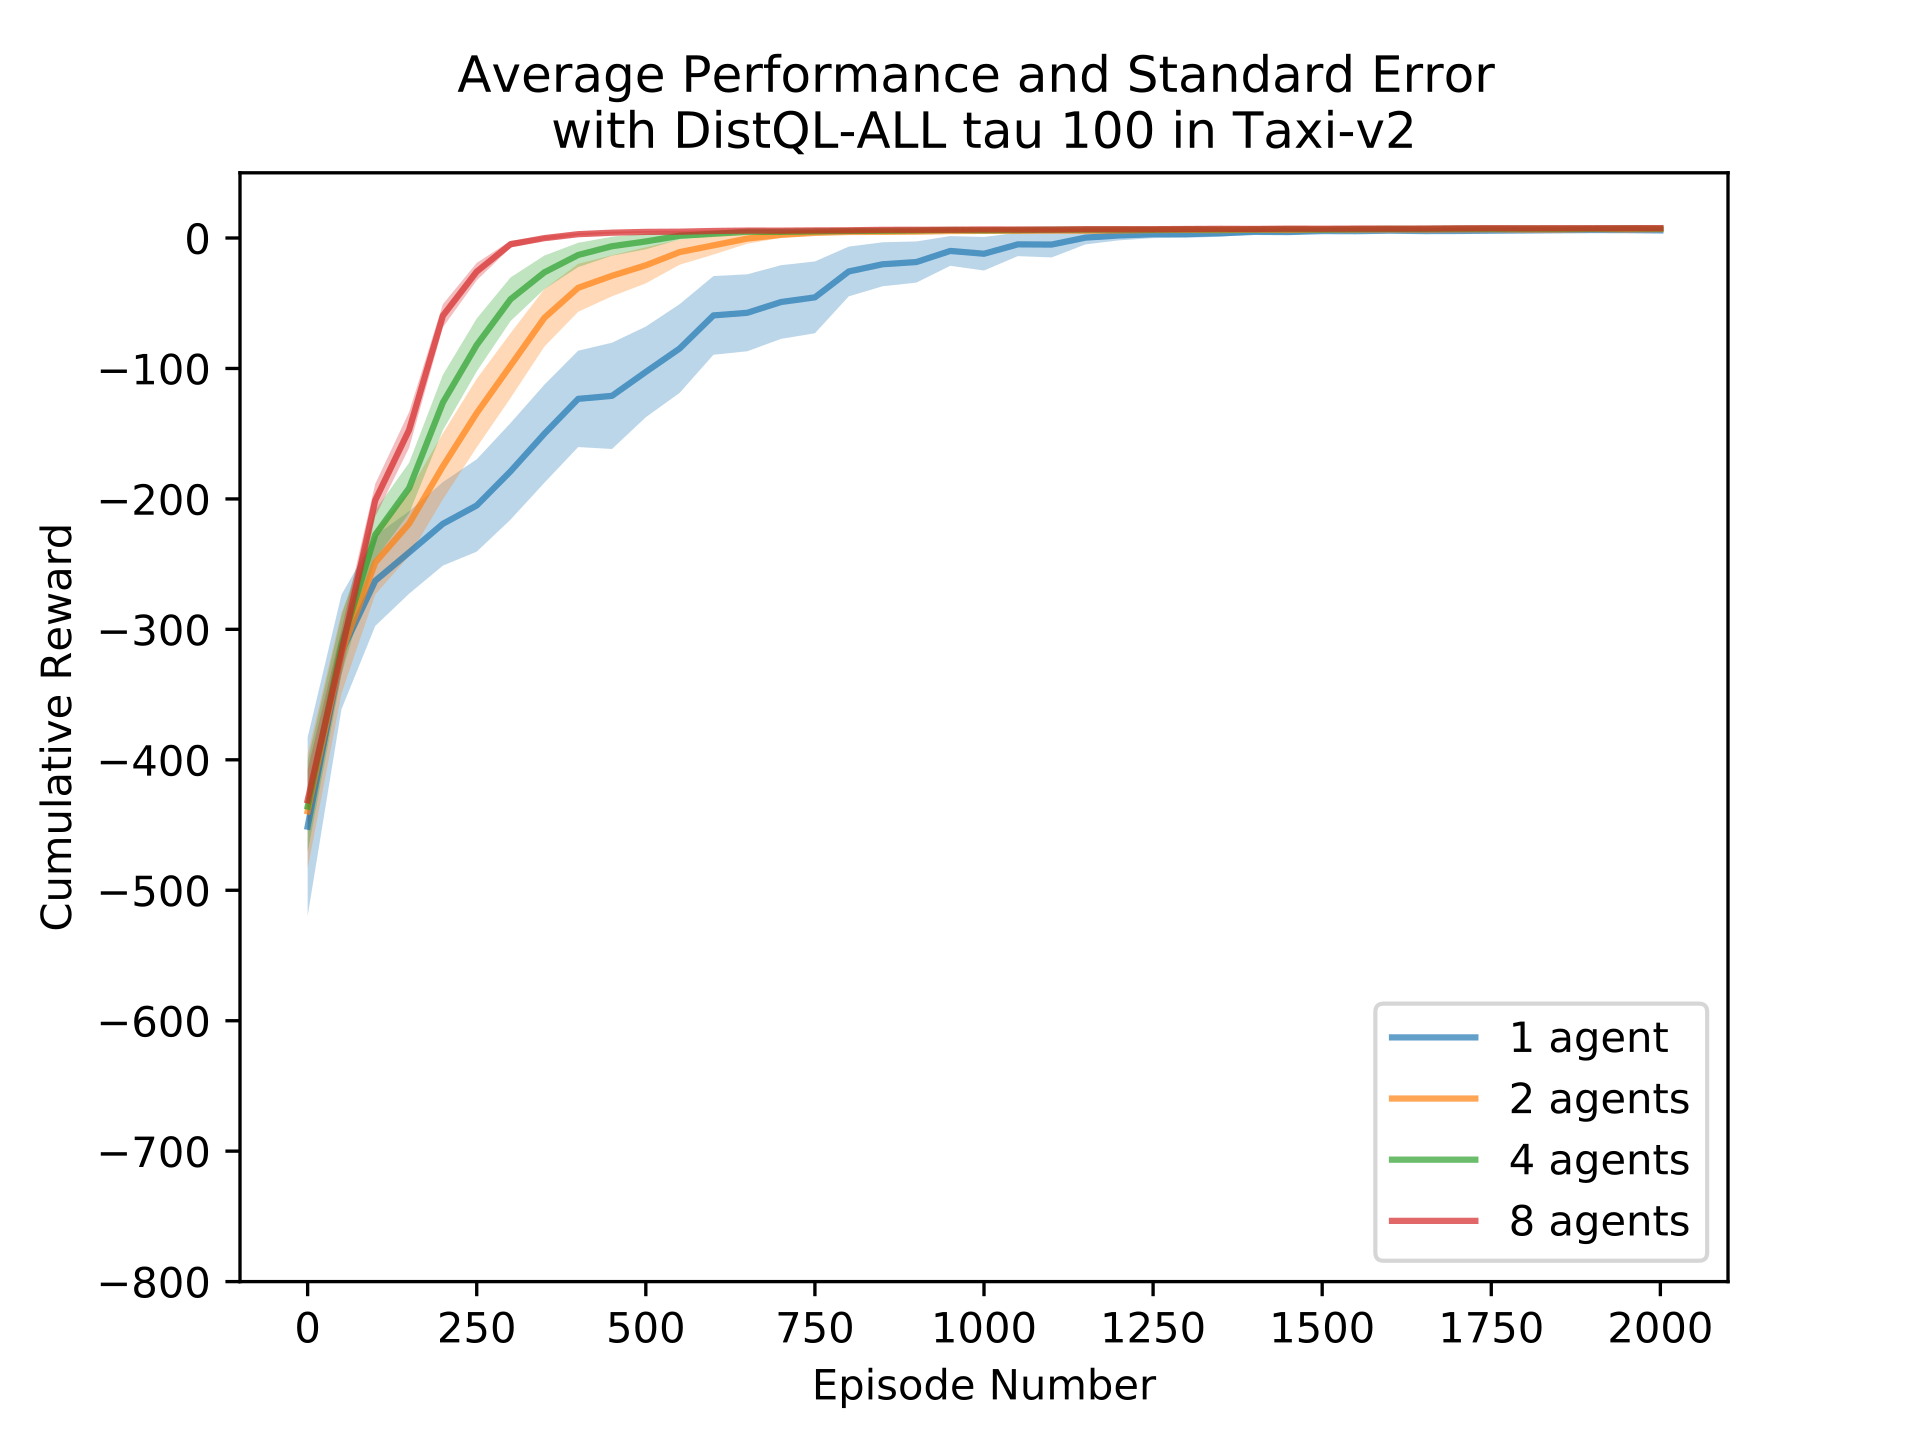 Average Performance and Standard Error
with DistQL-ALL tau 100 in Taxi-v2
Cumulative Reward
0
−100
−200
−300
−400
−500
−600
−700
−800
1 agent
2 agents
4 agents
8 agents
0 250 500 750 1000 1250 1500 1750 2000
Episode Number